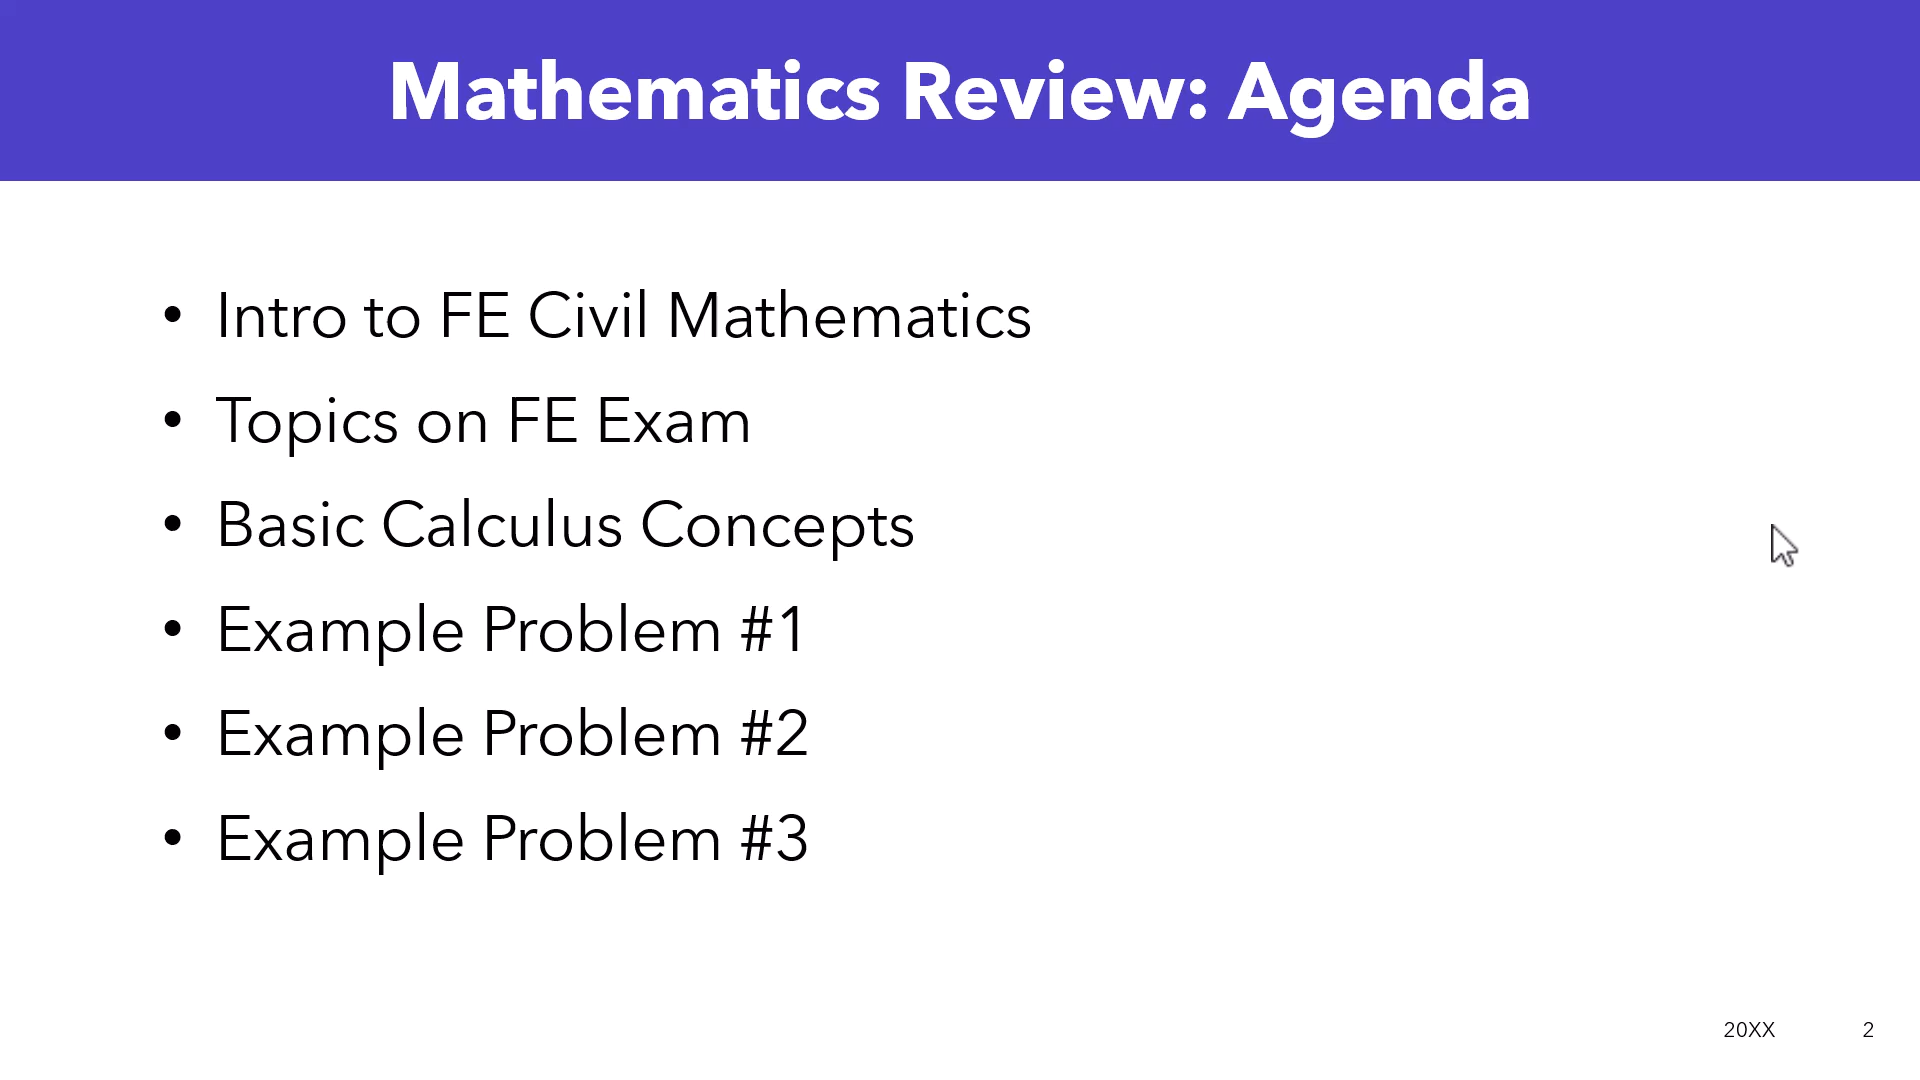 Mathematics Review: Agenda
• Intro to FE Civil Mathematics
• Topics on FE Exam
• Basic Calculus Concepts
• Example Problem #1
• Example Problem #2
• Example Problem #3
20XX 2